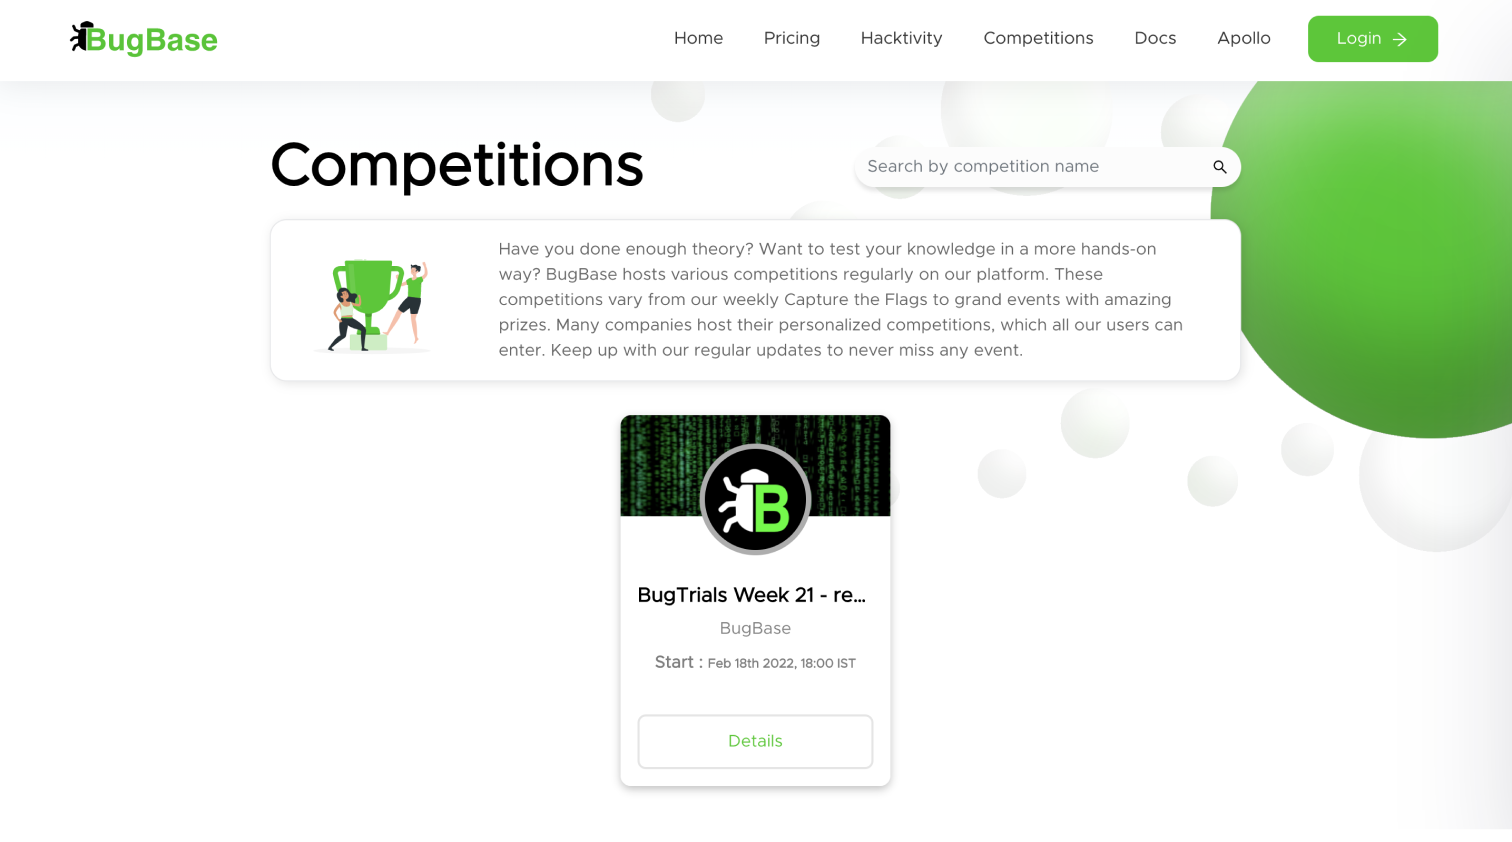 BugBase
Home
Pricing
Hacktivity
Competitions
Docs
Apollo
Login
Competitions
Search by competition name
Have you done enough theory? Want to test your knowledge in a more hands-on
way? BugBase hosts various competitions regularly on our platform. These
competitions vary from our weekly Capture the Flags to grand events with amazing
prizes. Many companies host their personalized competitions, which all our users can
enter. Keep up with our regular updates to never miss any event.
B
BugTrials Week 21 - re...
BugBase
Start : Feb 18th 2022, 18:00 IST
Details